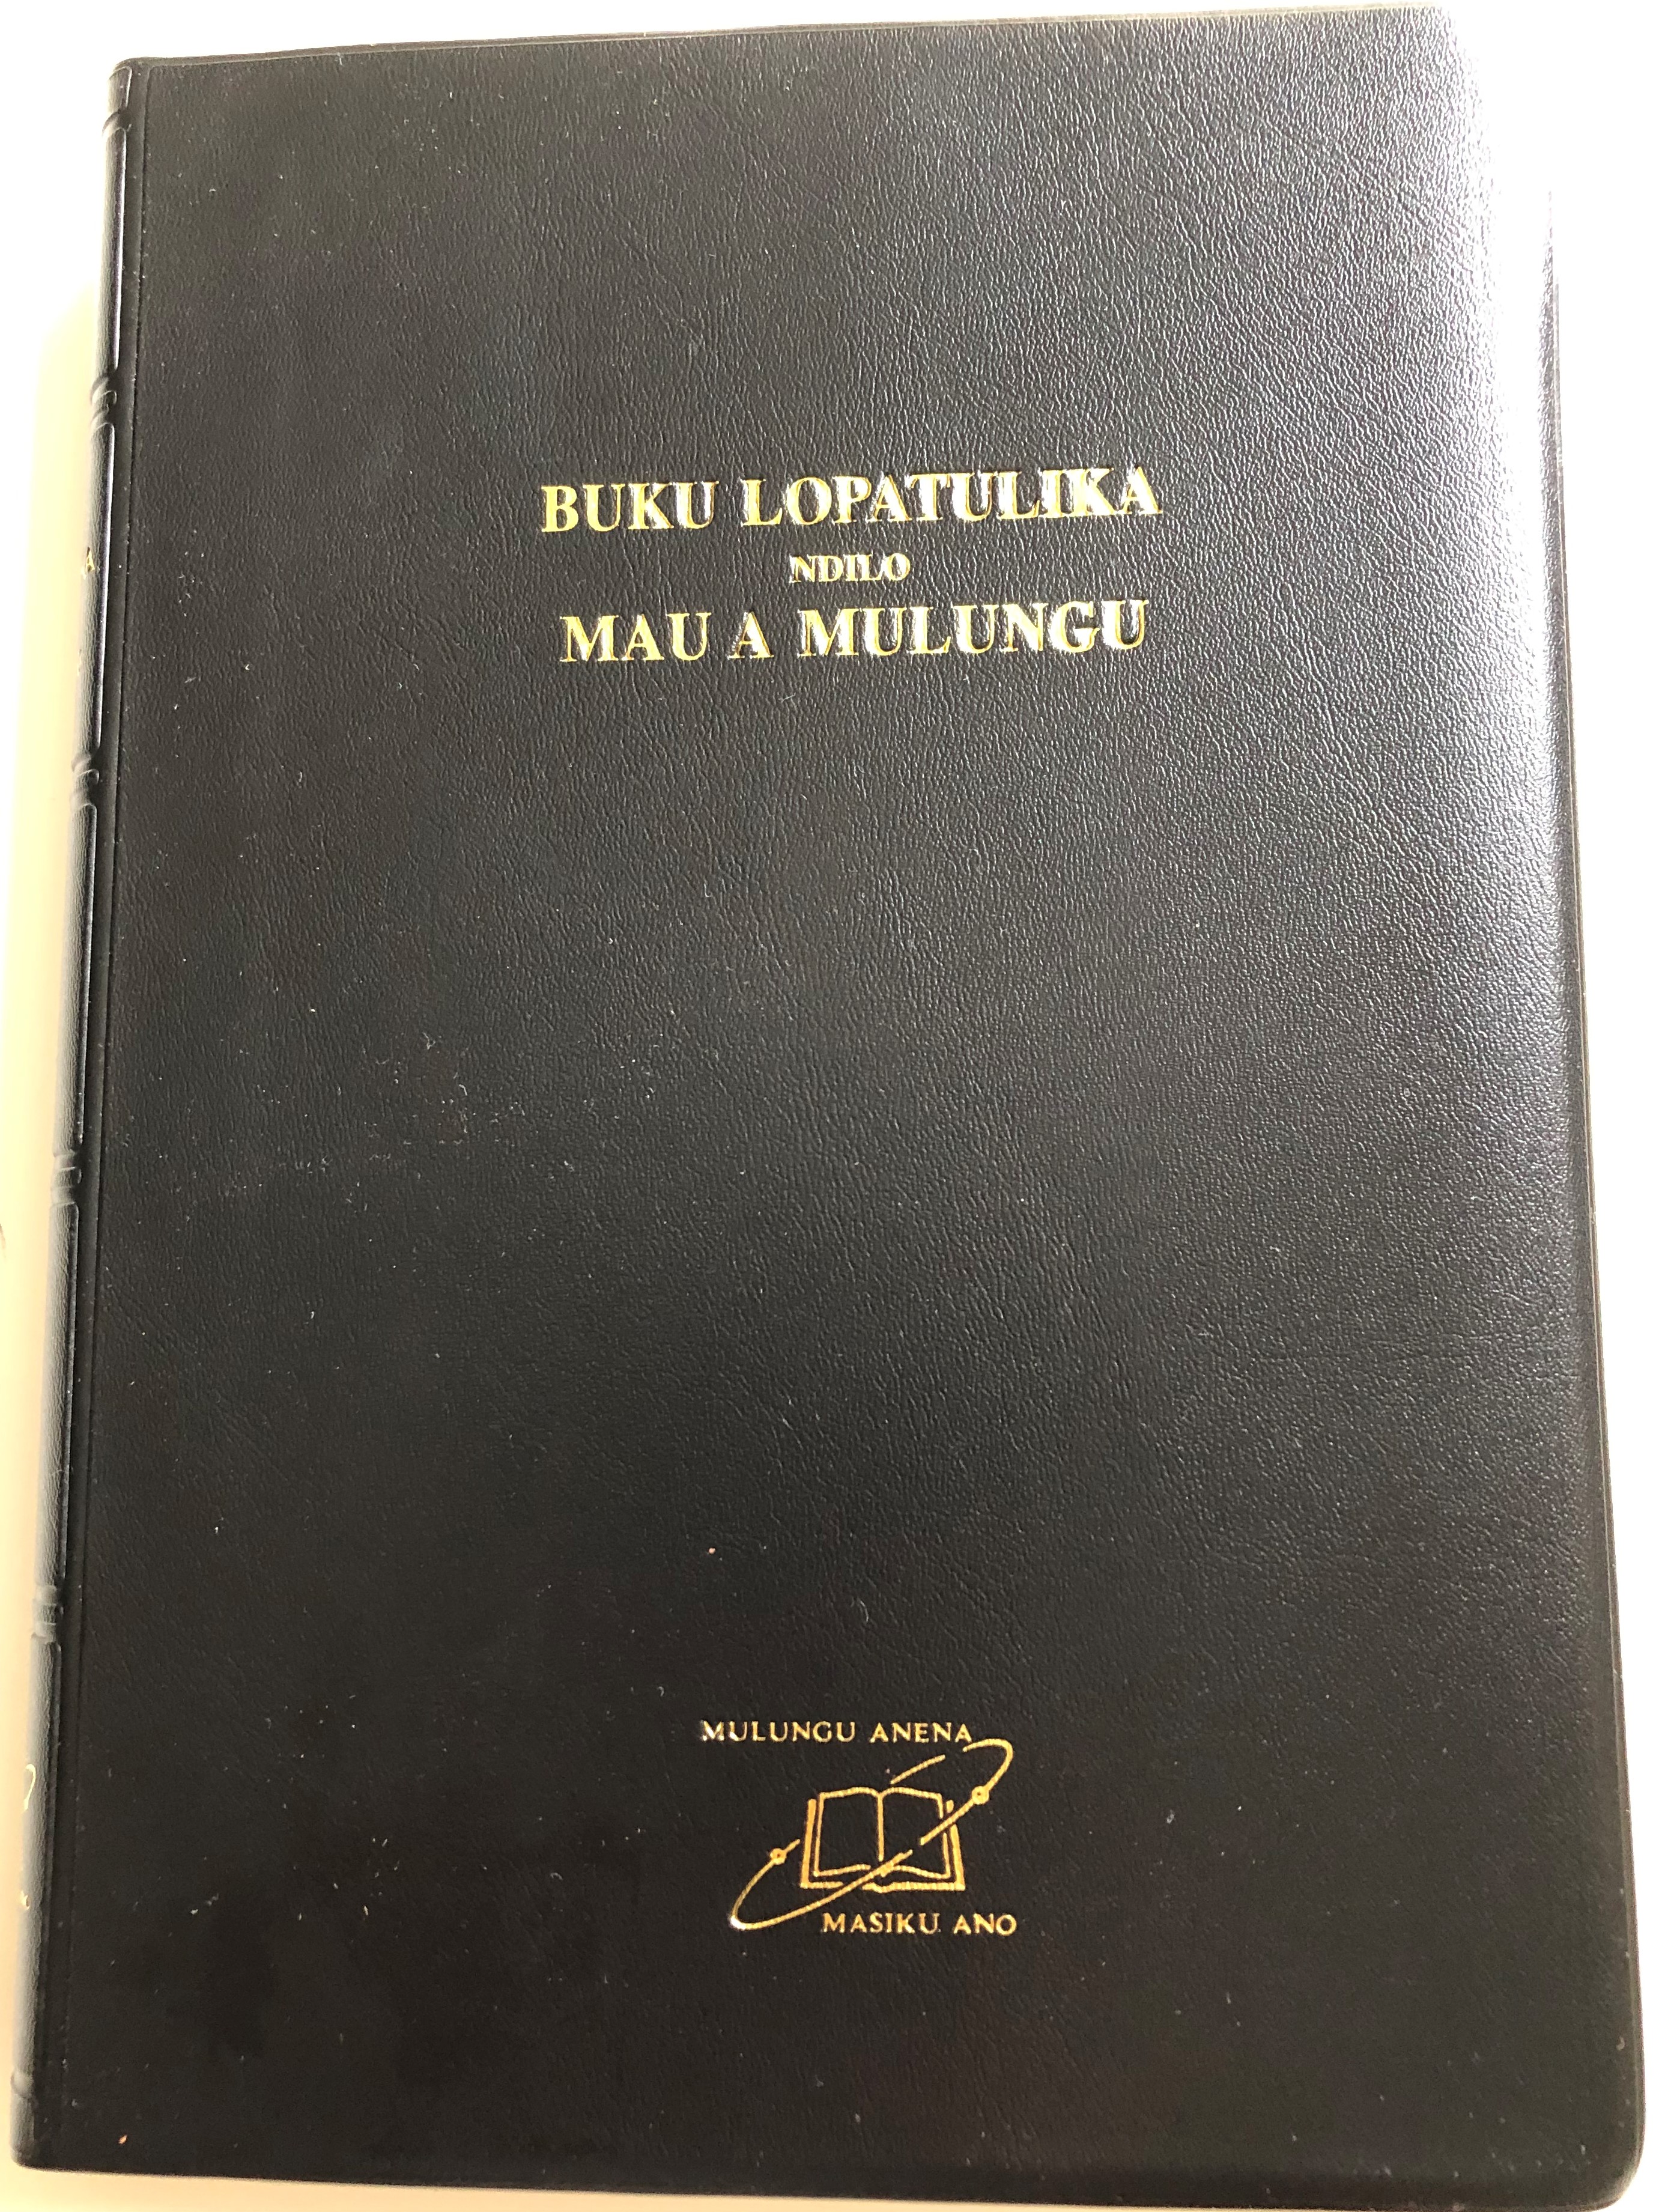 BUKU LOPATULIKA
NDILO
MAU A MULUNGU
MULUNGU ANENA
MASIKU ANO